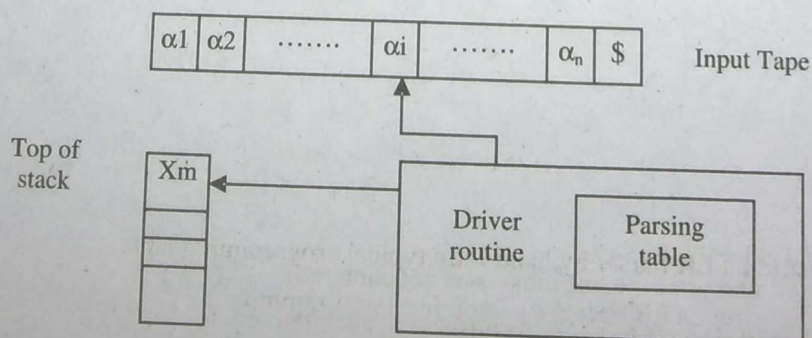 α1 α2 ....... αi ....... αn $ Input Tape
Top of
stack
Xm
Driver
routine
Parsing
table